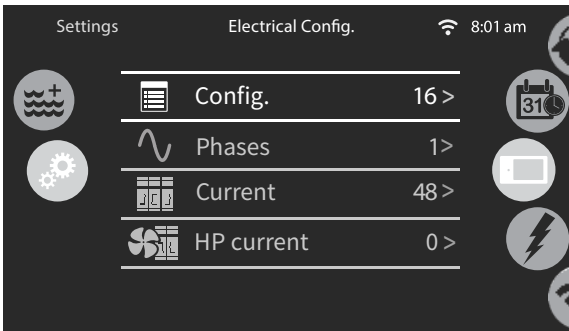 Settings Electrical Config. 8:01 am
Config. 16 >
31
Phases 1 >
Current 48 >
HP current 0 >